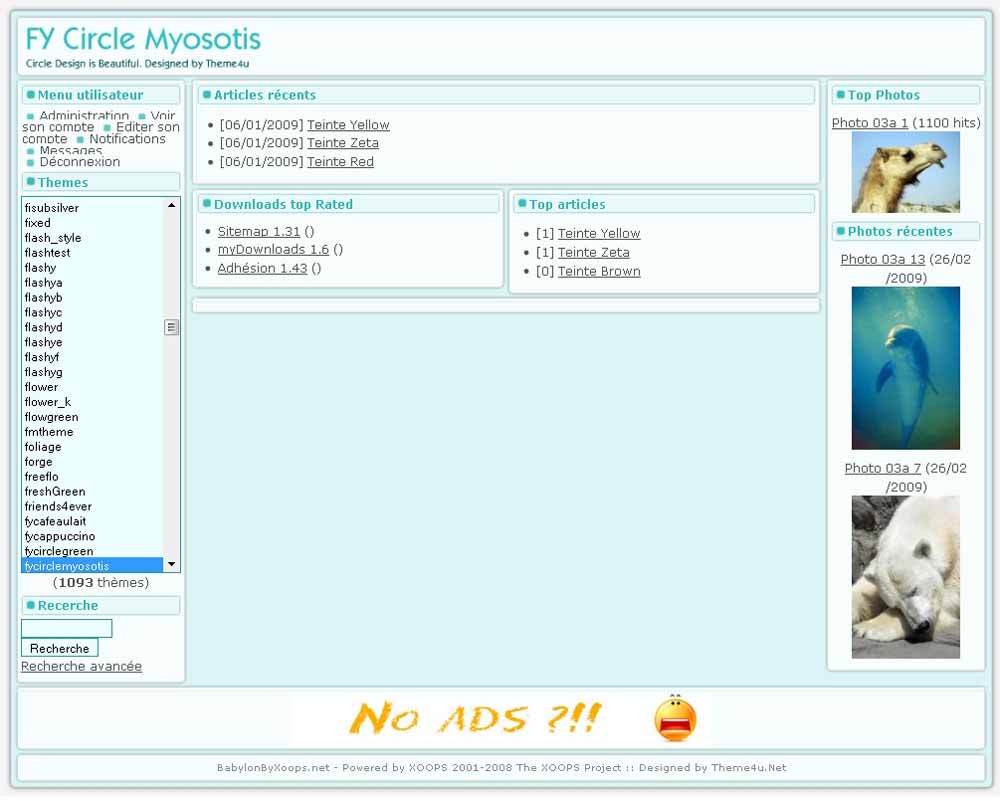 FY Circle Myosotis
Circle Design is Beautiful. Designed by Theme4u
Menu utilisateur
Administration Voir
son compte Editer son
compte Notifications
Messages
Déconnexion
Themes
fisubsilver
fixed
flash_style
flashtest
flashy
flashya
flashyb
flashyc
flashyd
flashye
flashyf
flashyg
flower
flower_k
flowgreen
fmtheme
foliage
forge
freeflo
freshGreen
friends4ever
fycafeaulait
fycappuccino
fycirclegreen
fycirclemyosotis
(1093 thèmes)
Recerche
Recherche
Recherche avancée
Articles récents
[06/01/2009] Teinte Yellow
[06/01/2009] Teinte Zeta
[06/01/2009] Teinte Red
Downloads top Rated
Sitemap 1.31 ()
myDownloads 1.6 ()
Adhésion 1.43 ()
Top articles
[1] Teinte Yellow
[1] Teinte Zeta
[0] Teinte Brown
Top Photos
Photo 03a 1 (1100 hits)
Photos récentes
Photo 03a 13 (26/02
/2009)
Photo 03a 7 (26/02
/2009)
No ADS ?!!
BabylonByXoops.net - Powered by XOOPS 2001-2008 The XOOPS Project :: Designed by Theme4u.Net